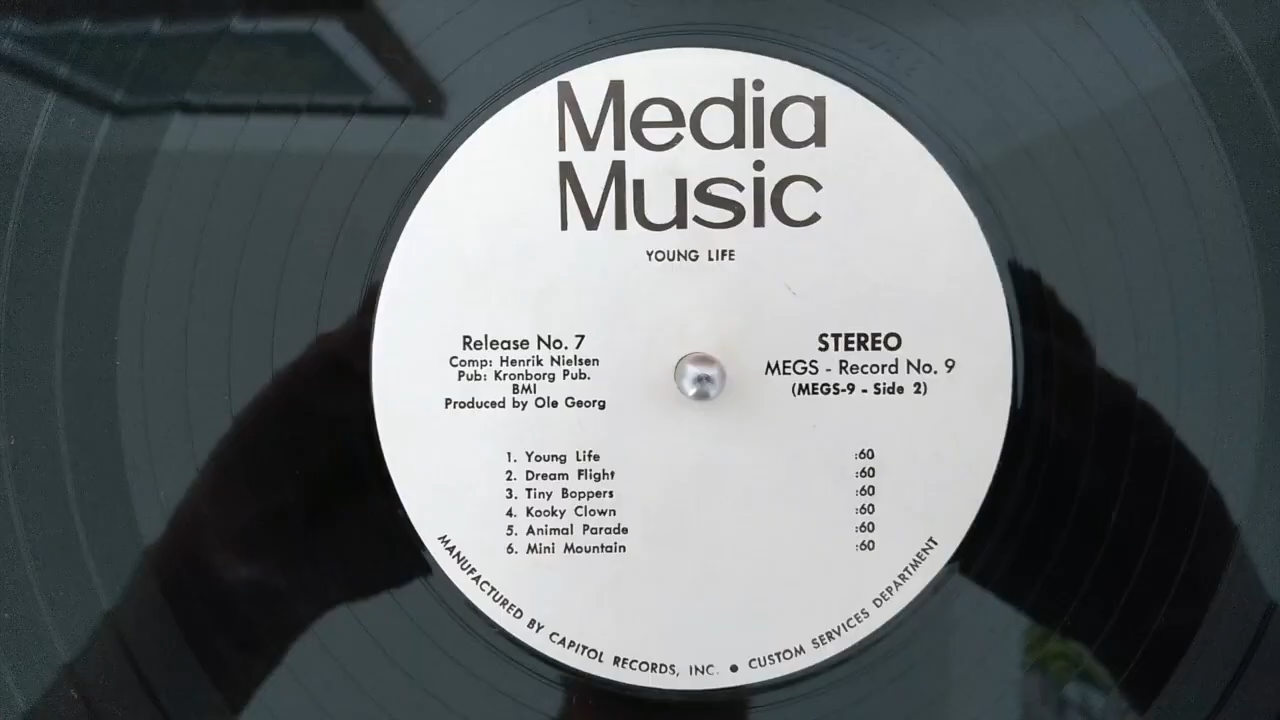 Media
Music
YOUNG LIFE
Release No. 7
Comp: Henrik Nielsen
Pub: Kronborg Pub.
BMI
Produced by Ole Georg
STEREO
MEGS - Record No. 9
(MEGS-9 - Side 2)
1. Young Life :60
2. Dream Flight :60
3. Tiny Boppers :60
4. Kooky Clown :60
5. Animal Parade :60
6. Mini Mountain :60
MANUFACTURED BY CAPITOL RECORDS, INC. ● CUSTOM SERVICES DEPARTMENT